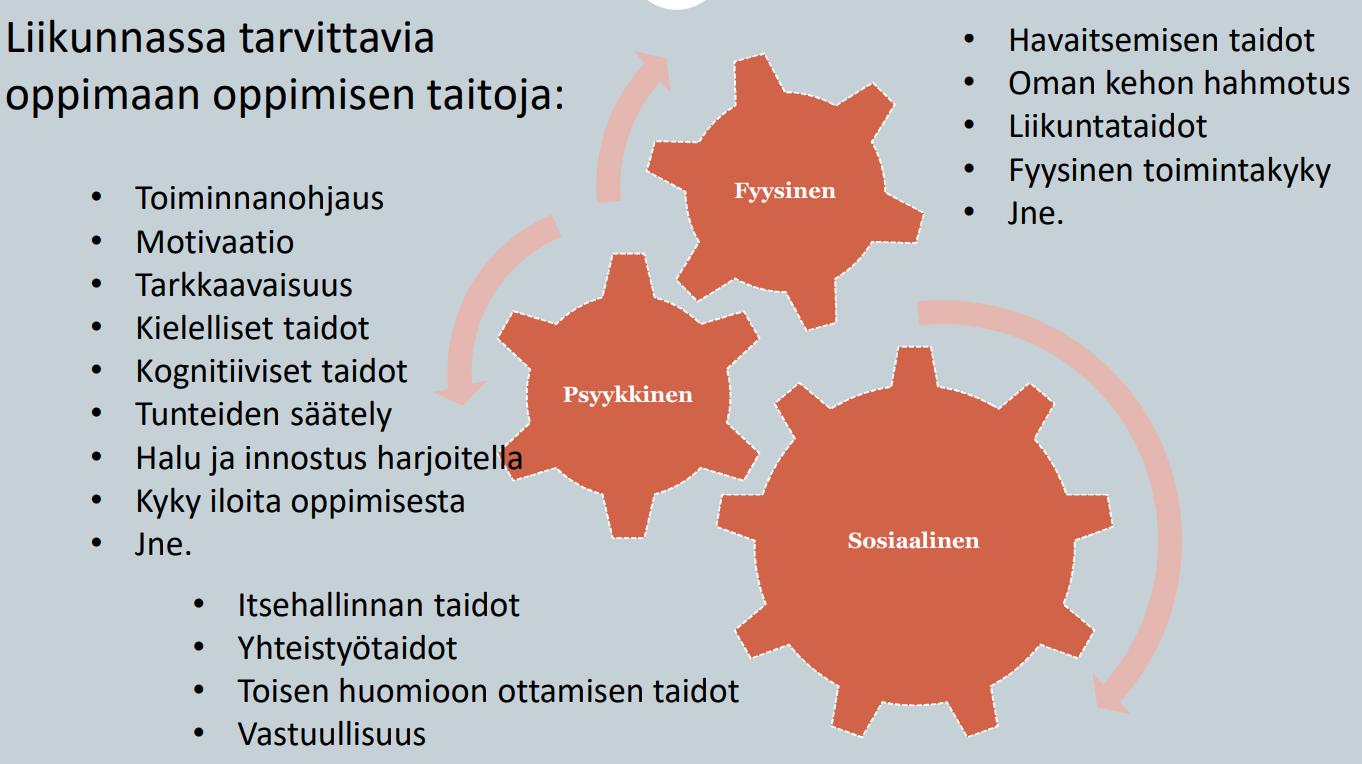 Liikunnassa tarvittavia
oppimaan oppimisen taitoja:
• Toiminnanohjaus
• Motivaatio
• Tarkkaavaisuus
• Kielelliset taidot
• Kognitiiviset taidot
• Tunteiden säätely
• Halu ja innostus harjoitella
• Kyky iloita oppimisesta
• Jne.
• Itsehallinnan taidot
• Yhteistyötaidot
• Toisen huomioon ottamisen taidot
• Vastuullisuus
Fyysinen
Psyykkinen
Sosiaalinen
• Havaitsemisen taidot
• Oman kehon hahmotus
• Liikuntataidot
• Fyysinen toimintakyky
• Jne.